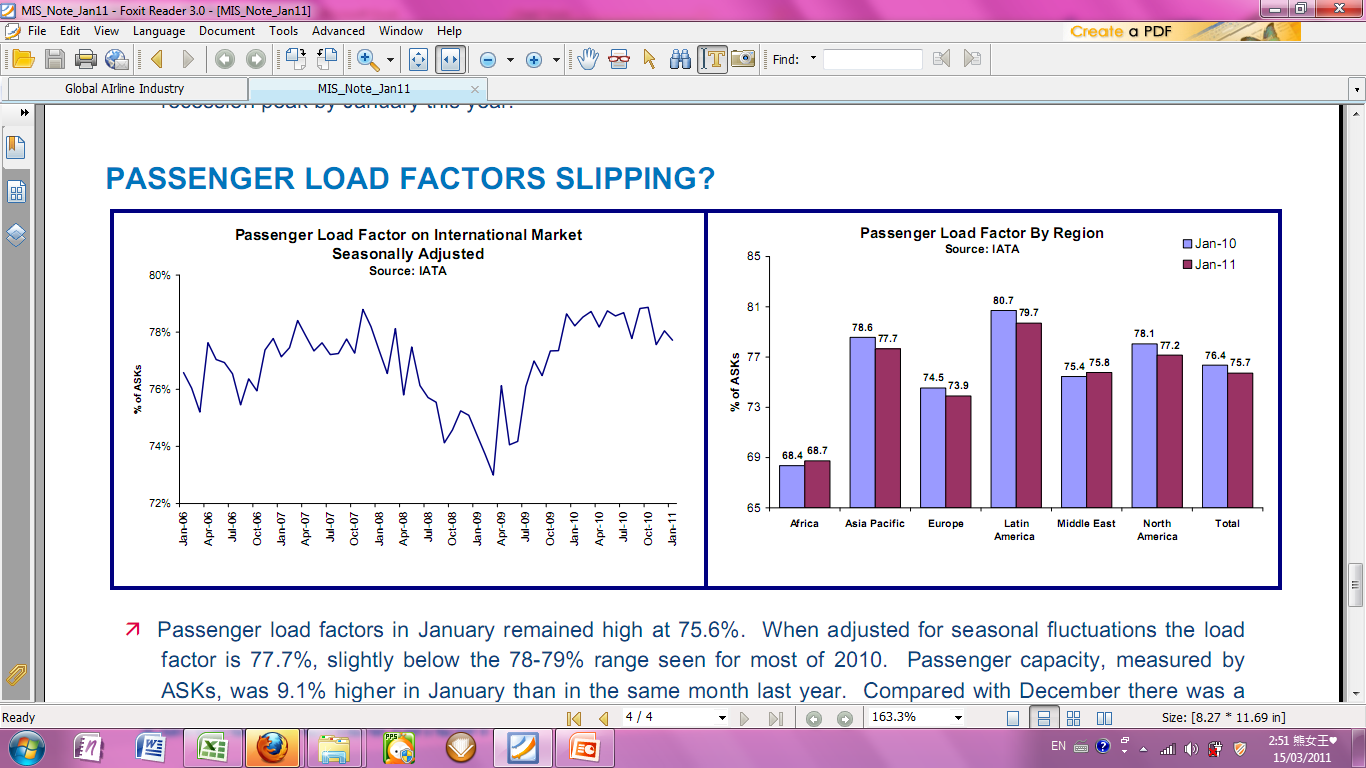 MIS_Note_Jan11 - Foxit Reader 3.0 - [MIS_Note_Jan11]
File Edit View Language Document Tools Advanced Window Help
Create a PDF
Find:
Global AIrline Industry
MIS_Note_Jan11
recession peak by January this year.
PASSENGER LOAD FACTORS SLIPPING?
Passenger Load Factor on International Market
Seasonally Adjusted
Source: IATA
% of ASKs
80%
78%
76%
74%
72%
Jan-06 Apr-06 Jul-06 Oct-06 Jan-07 Apr-07 Jul-07 Oct-07 Jan-08 Apr-08 Jul-08 Oct-08 Jan-09 Apr-09 Jul-09 Oct-09 Jan-10 Apr-10 Jul-10 Oct-10 Jan-11
Passenger Load Factor By Region
Source: IATA
Jan-10
Jan-11
% of ASKs
85
81
77
73
69
65
68.4 68.7
78.6 77.7
74.5 73.9
80.7 79.7
75.4 75.8
78.1 77.2
76.4 75.7
Africa Asia Pacific Europe Latin America Middle East North America Total
Passenger load factors in January remained high at 75.6%. When adjusted for seasonal fluctuations the load
factor is 77.7%, slightly below the 78-79% range seen for most of 2010. Passenger capacity, measured by
ASKs, was 9.1% higher in January than in the same month last year. Compared with December there was a
Ready
4 / 4
163.3%
Size: [8.27 * 11.69 in]
PPS
EN
2:51 熊女王♥
15/03/2011